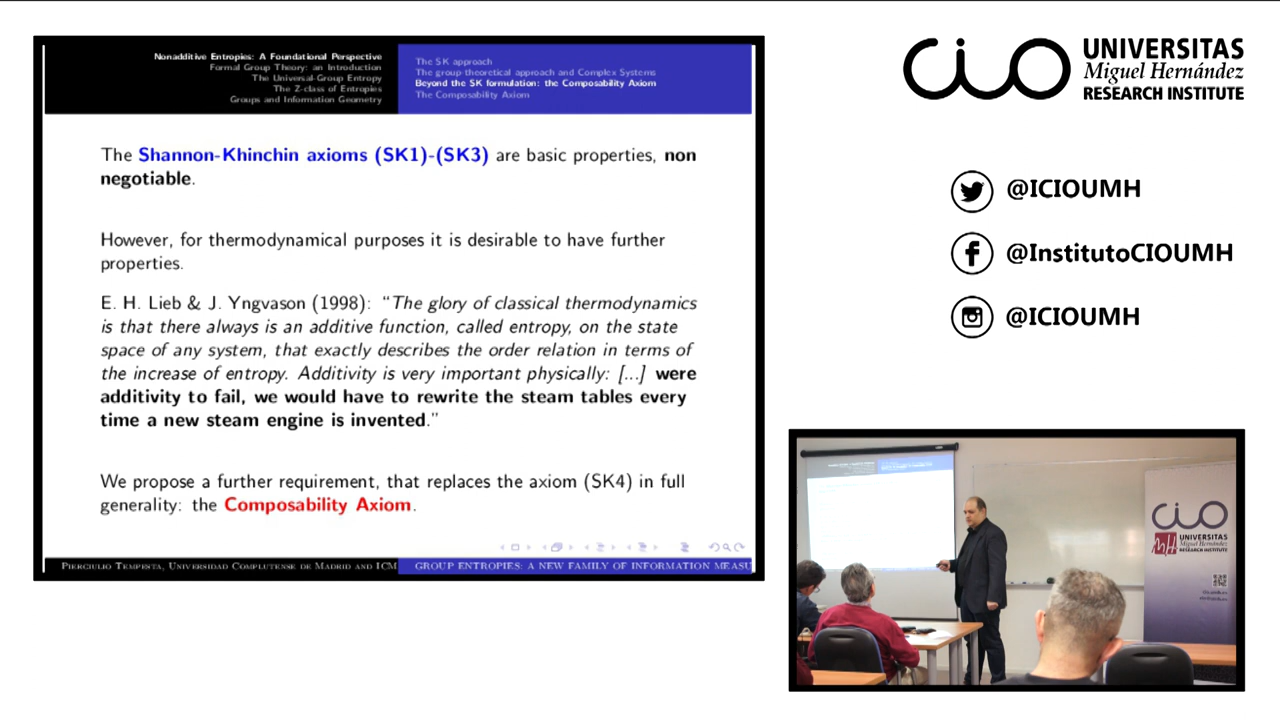 Nonadditive Entropies: A Foundational Perspective
Formal Group Theory: an Introduction
The Universal-Group Entropy
The Z-class of Entropies
Groups and Information Geometry
The SK approach
The group-theoretical approach and Complex Systems
Beyond the SK formulation: the Composability Axiom
The Composability Axiom
The Shannon-Khinchin axioms (SK1)-(SK3) are basic properties, non
negotiable.
However, for thermodynamical purposes it is desirable to have further
properties.
E. H. Lieb & J. Yngvason (1998): “The glory of classical thermodynamics
is that there always is an additive function, called entropy, on the state
space of any system, that exactly describes the order relation in terms of
the increase of entropy. Additivity is very important physically: [...] were
additivity to fail, we would have to rewrite the steam tables every
time a new steam engine is invented.”
We propose a further requirement, that replaces the axiom (SK4) in full
generality: the Composability Axiom.
Piergiulio Tempesta, Universidad Complutense de Madrid and ICM
GROUP ENTROPIES: A NEW FAMILY OF INFORMATION MEASU
CIO
UNIVERSITAS
Miguel Hernández
RESEARCH INSTITUTE
@ICIOUMH
@InstitutoCIOUMH
@ICIOUMH
CIO
UNIVERSITAS
Miguel Hernández
RESEARCH INSTITUTE